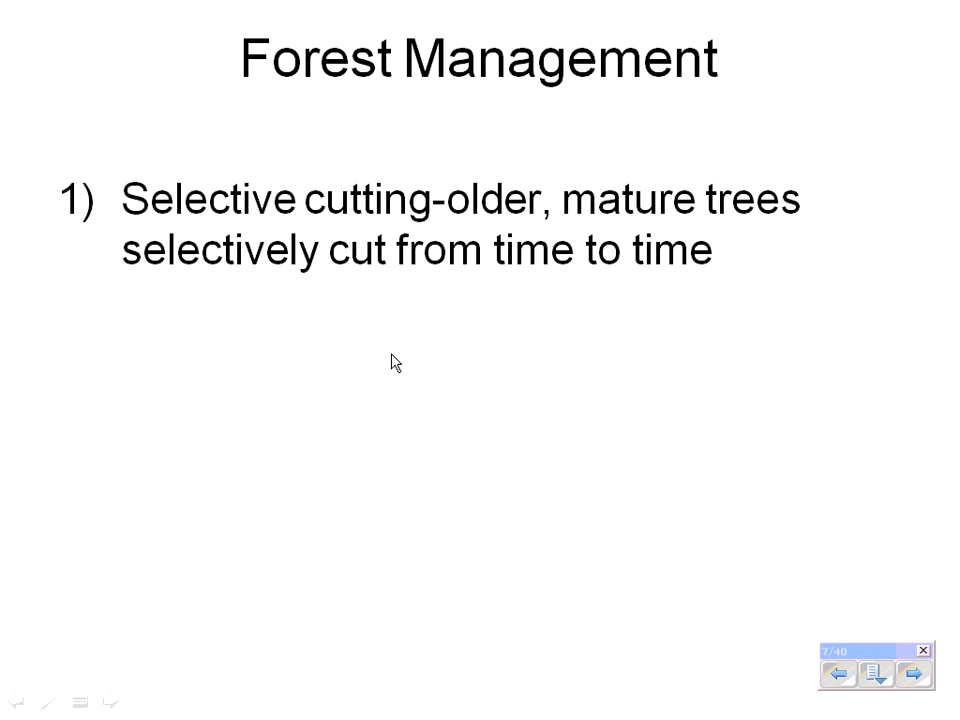 Forest Management
1) Selective cutting-older, mature trees
selectively cut from time to time
7/40